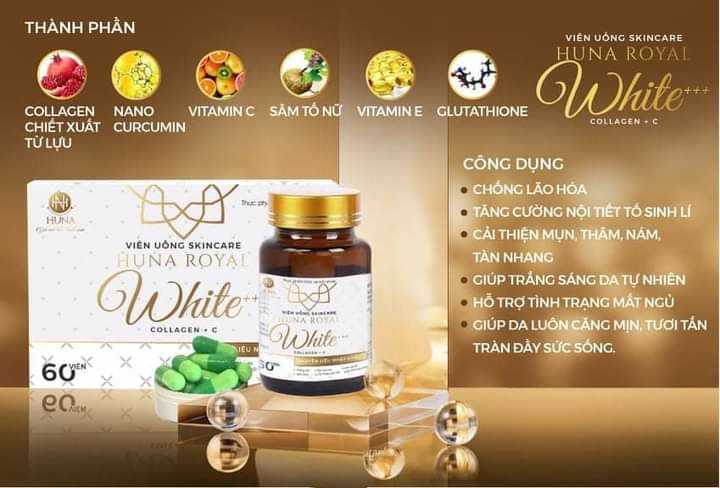 THÀNH PHẦN
COLLAGEN
CHIẾT XUẤT
TỪ LỰU
NANO
CURCUMIN
VITAMIN C
SÂM TỐ NỮ
VITAMIN E
GLUTATHIONE
VIÊN UỐNG SKINCARE
HUNA ROYAL
White+++
COLLAGEN + C
CÔNG DỤNG
• CHỐNG LÃO HÓA
• TĂNG CƯỜNG NỘI TIẾT TỐ SINH LÍ
• CẢI THIỆN MỤN, THÂM, NÁM,
TÀN NHANG
• GIÚP TRẮNG SÁNG DA TỰ NHIÊN
• HỖ TRỢ TÌNH TRẠNG MẤT NGỦ
• GIÚP DA LUÔN CĂNG MỊN, TƯƠI TẮN
TRÀN ĐẦY SỨC SỐNG.
HUNA
Thực ph
VIÊN UỐNG SKINCARE
HUNA ROYAL
White+++
COLLAGEN + C
60 VIÊN
LIỆU N
VIÊN UỐNG SKINCARE
HUNA ROYAL
White+++
COLLAGEN + C
60